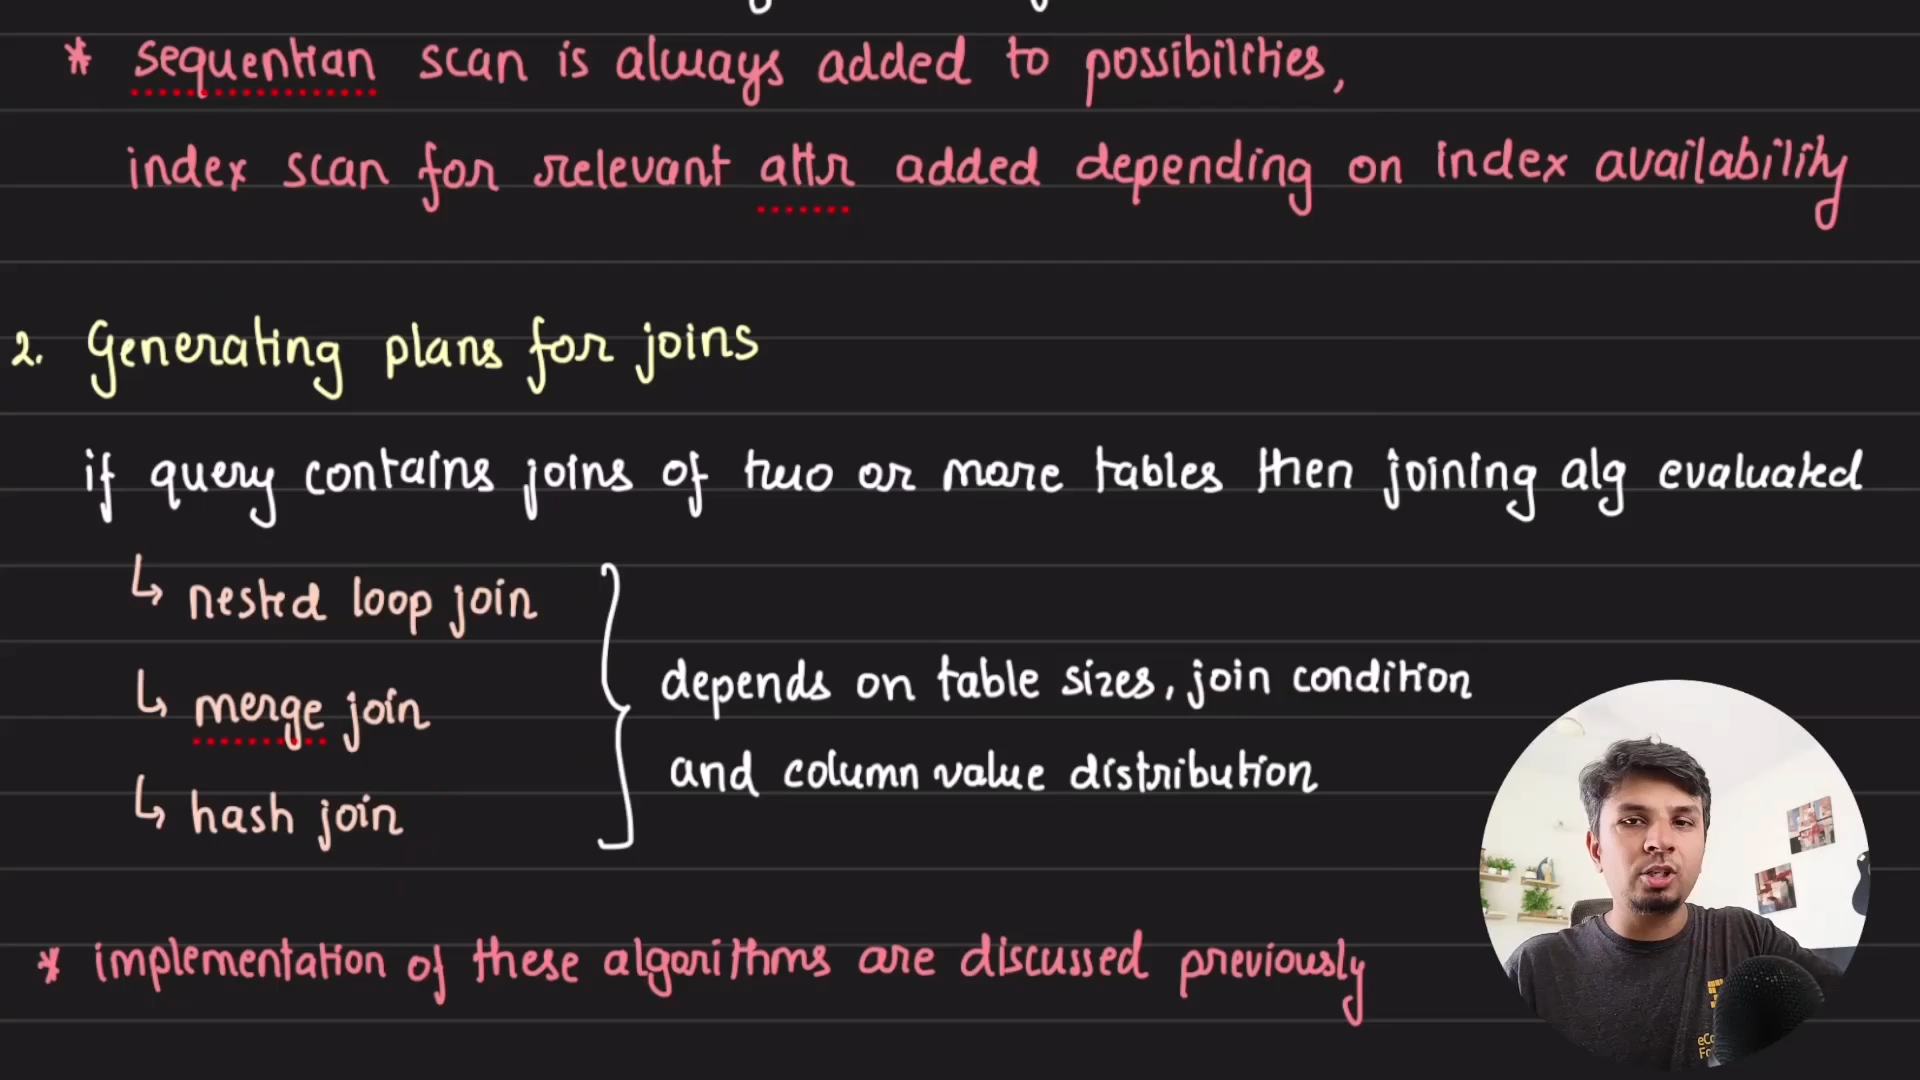 * sequentian scan is always added to possibilities,
index scan for relevant attr added depending on index availability
2. Generating plans for joins
if query contains joins of two or more tables then joining alg evaluated
↳ nested loop join
↳ merge join
↳ hash join
depends on table sizes, join condition
and column value distribution
* implementation of these algorithms are discussed previously